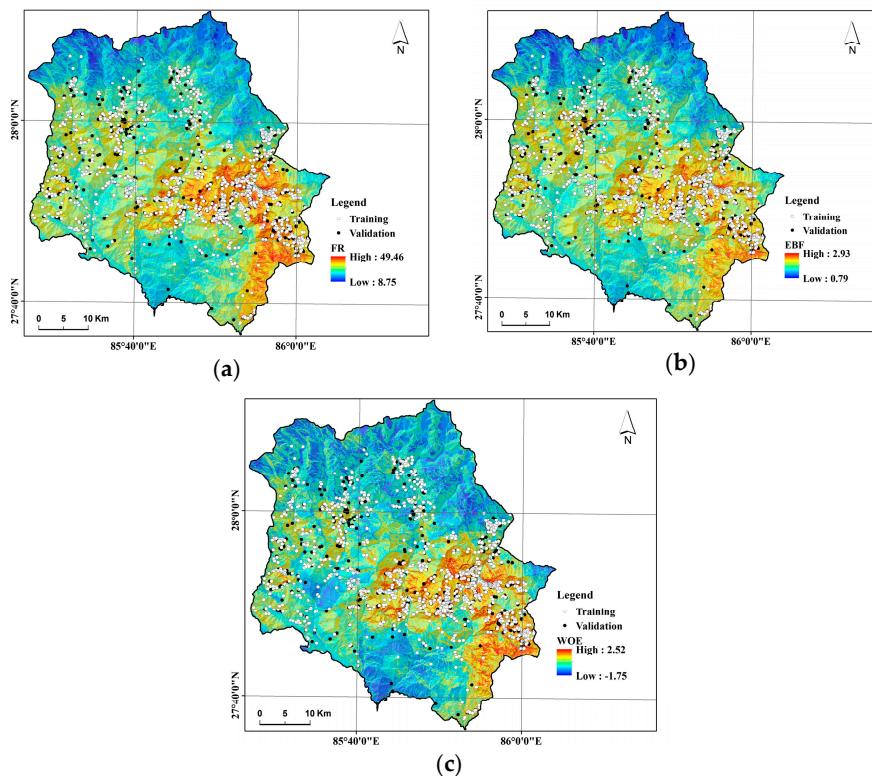 N
28°0'0"N
Legend
Training
Validation
FR
High : 49.46
Low : 8.75
27°40'0"N
0 5 10 Km
85°40'0"E 86°0'0"E
(a)
N
28°0'0"N
Legend
Training
Validation
EBF
High : 2.93
Low : 0.79
27°40'0"N
0 5 10 Km
85°40'0"E 86°0'0"E
(b)
N
28°0'0"N
Legend
Training
Validation
WOE
High : 2.52
Low : -1.75
27°40'0"N
0 5 10 Km
85°40'0"E 86°0'0"E
(c)